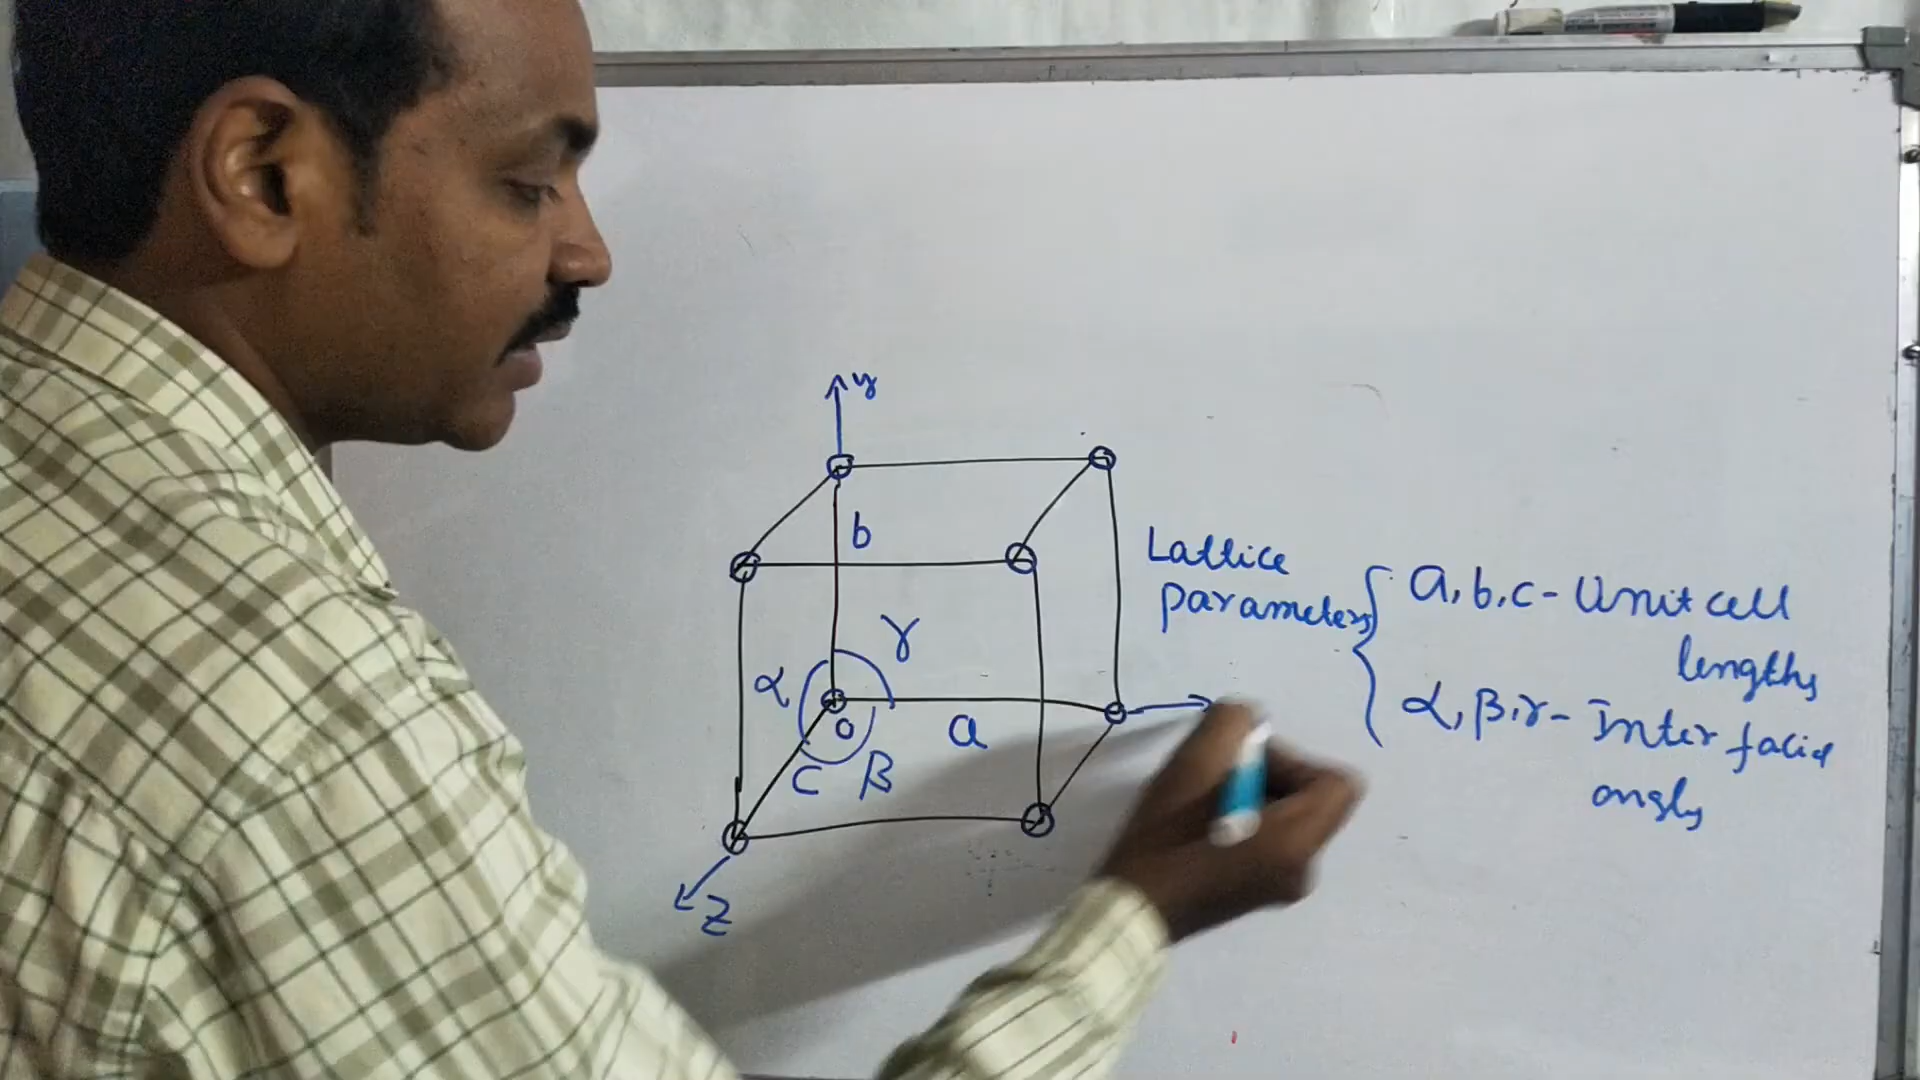 y
b
γ
α
o
a
c
β
z
Lattice
parameters
a, b, c - Unit cell
lengths
α, β, γ - Inter facial
angles